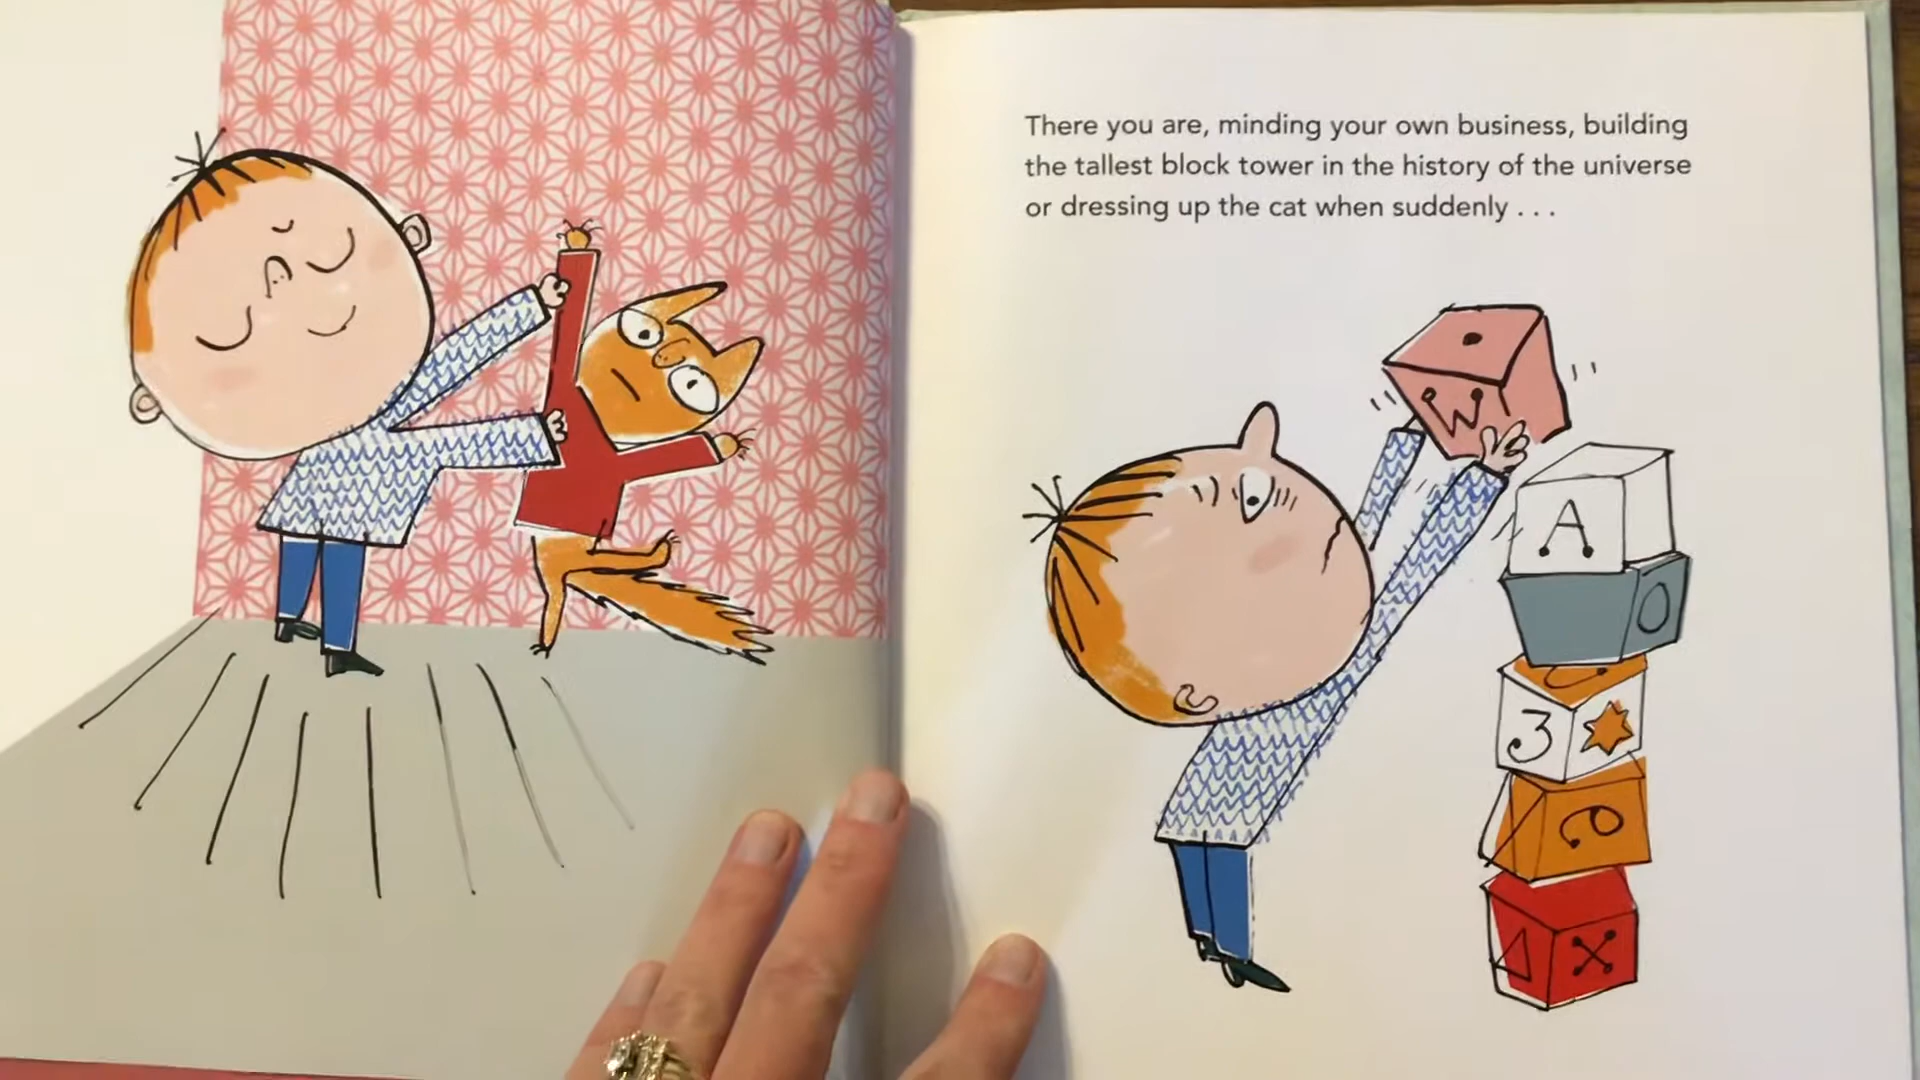 There you are, minding your own business, building
the tallest block tower in the history of the universe
or dressing up the cat when suddenly . . .
W
A
O
3
X